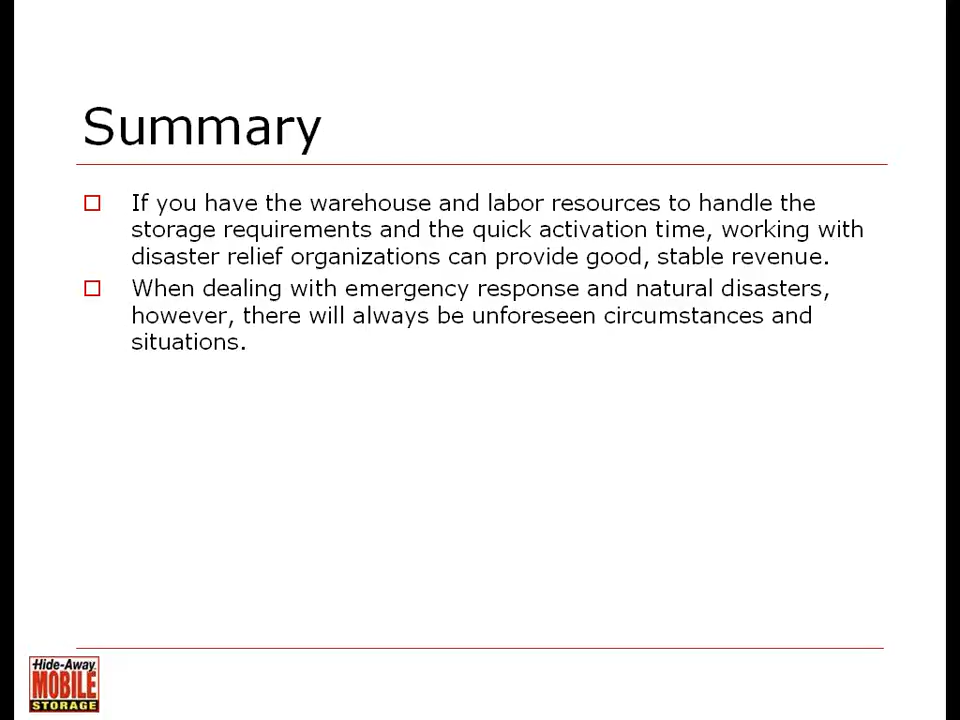 Summary
If you have the warehouse and labor resources to handle the
storage requirements and the quick activation time, working with
disaster relief organizations can provide good, stable revenue.
When dealing with emergency response and natural disasters,
however, there will always be unforeseen circumstances and
situations.
Hide-Away
MOBILE
STORAGE